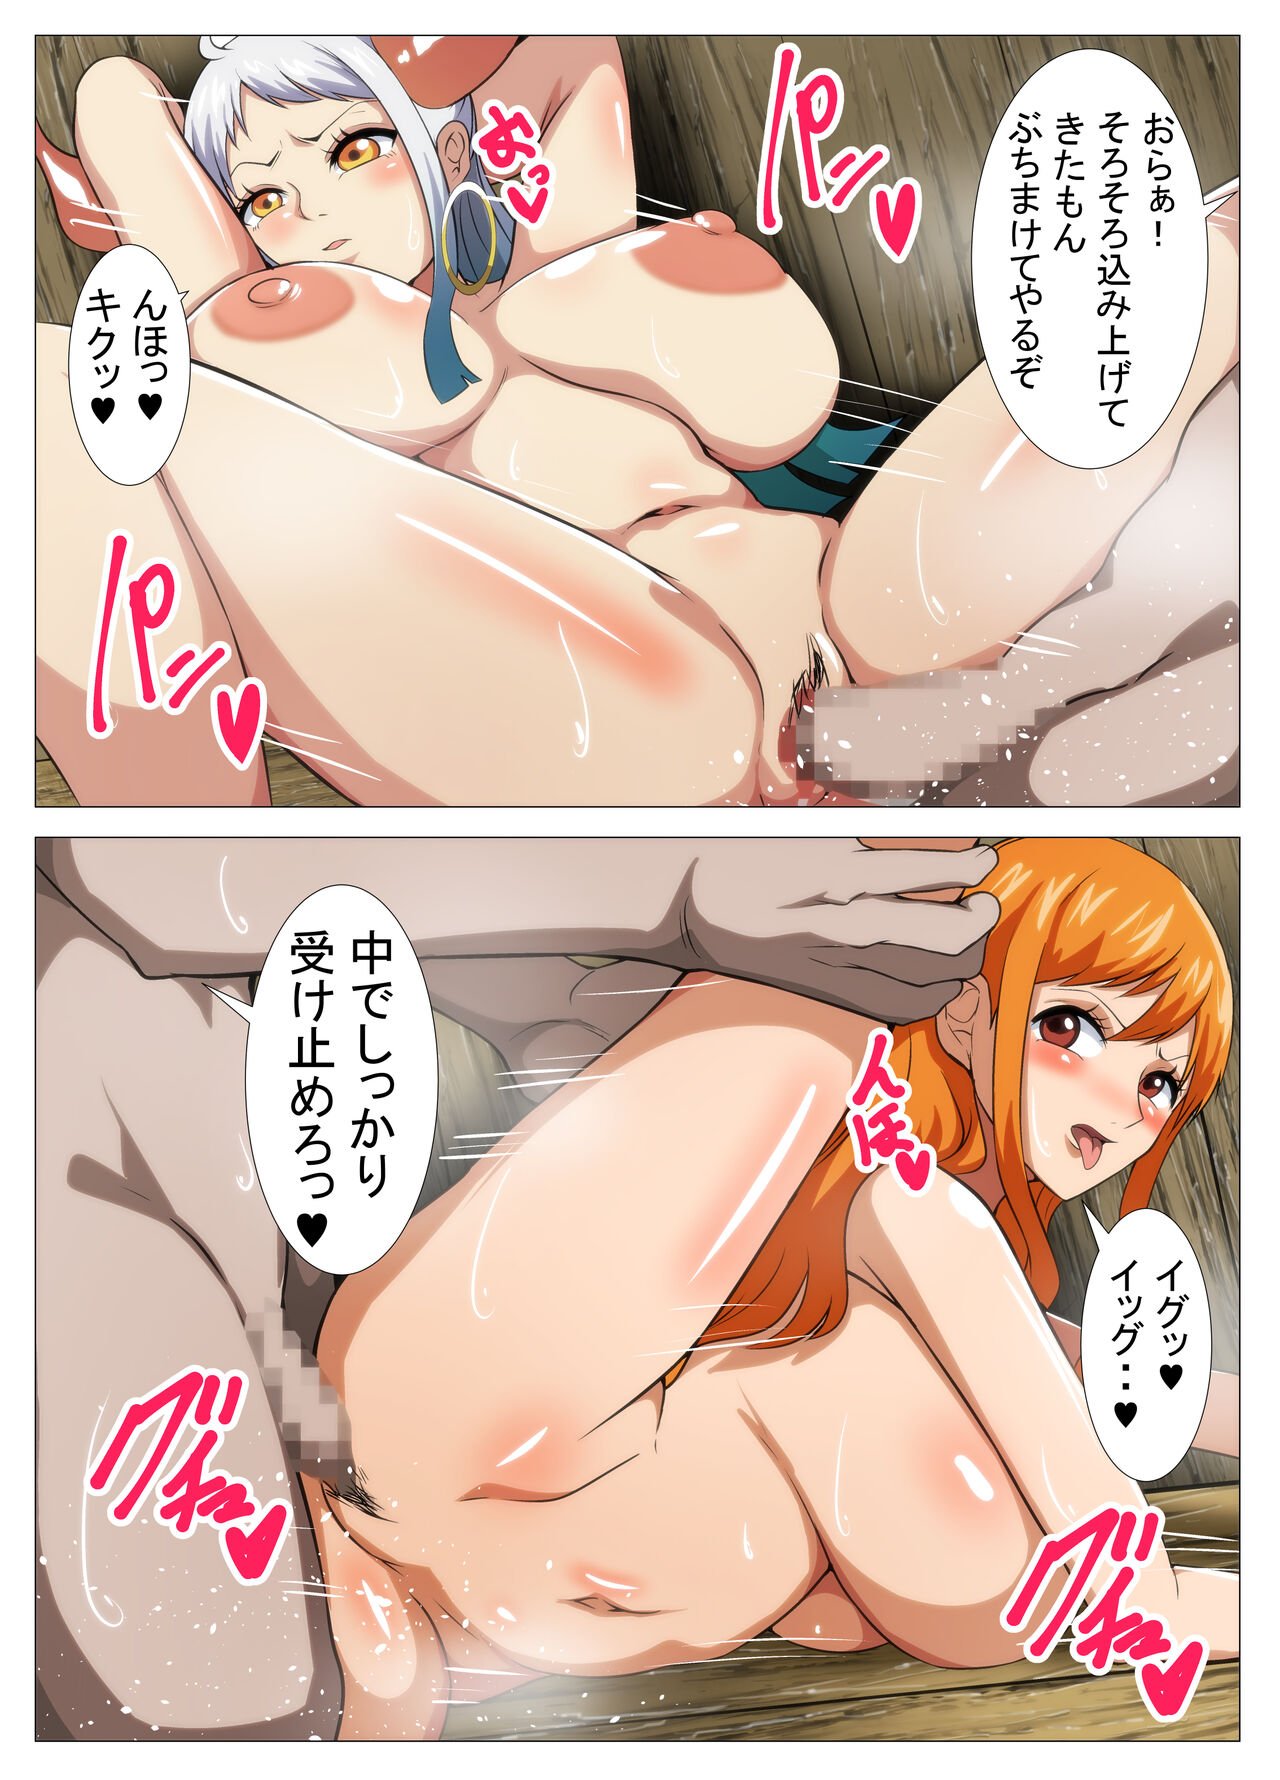 おらぁ！
そろそろ込み上げて
きたもん
ぶちまけてやるぞ
よっ♥
パン♥
んほっ♥
キクッ♥
パン♥
中でしっかり
受け止めろっ♥
んほ♥
イグッ♥
イッグ‥♥
グチュ♥
グチュ♥